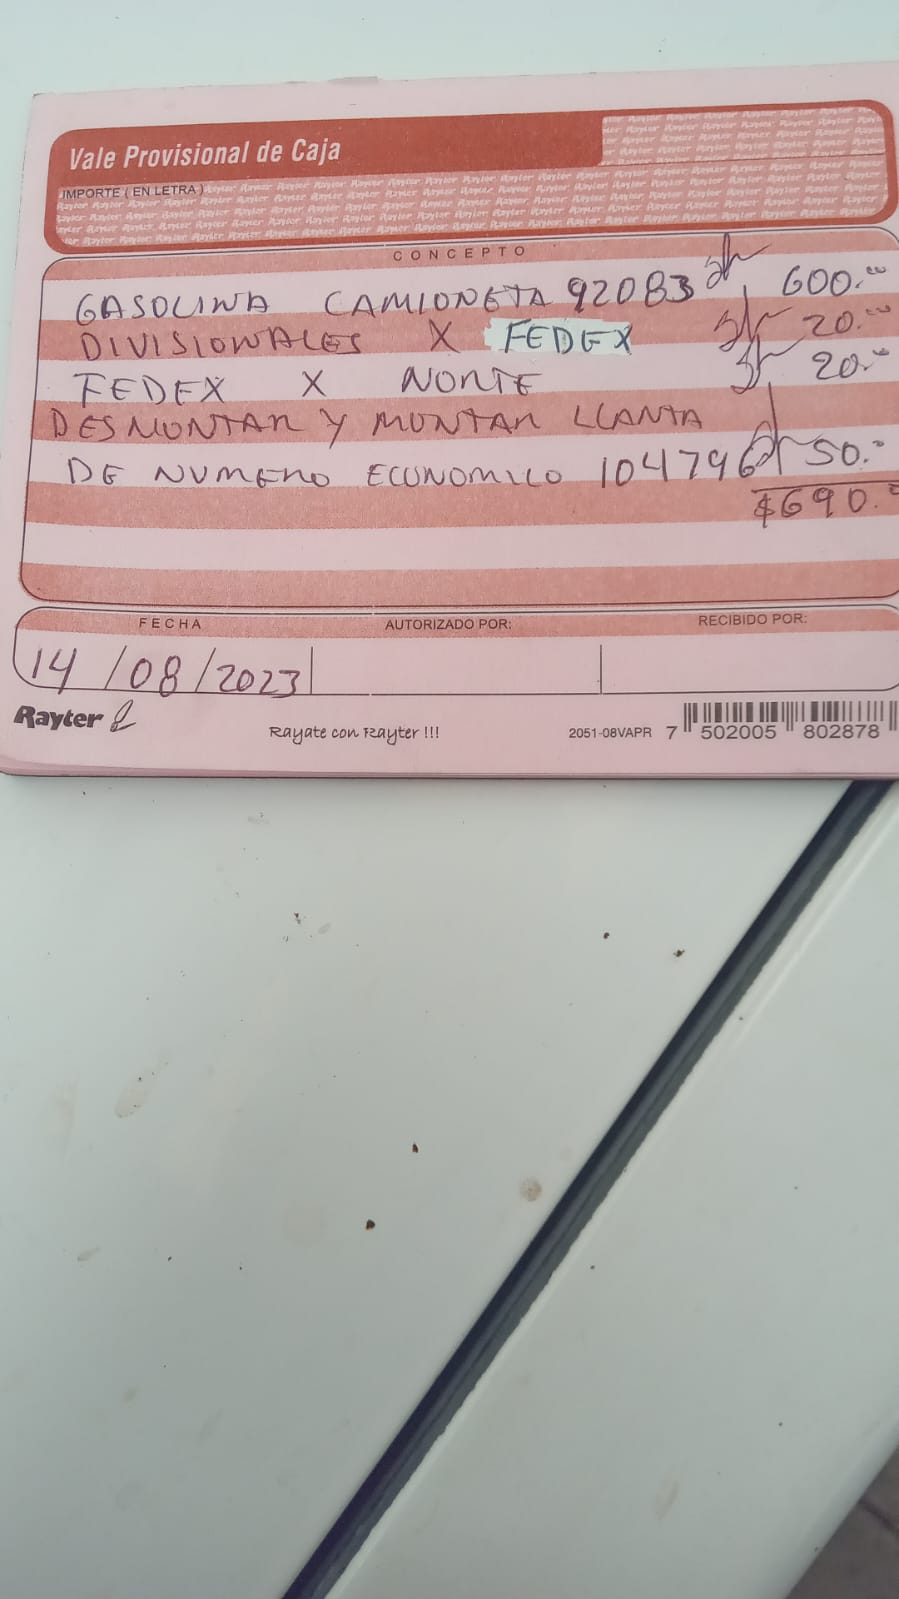 Vale Provisional de Caja
IMPORTE ( EN LETRA )
CONCEPTO
GASOLINA CAMIONETA 92083 600.00
DIVISIONALES X FEDEX 20.00
FEDEX X NORTE 20.00
DESMONTAR Y MONTAR LLANTA
DE NUMERO ECONOMICO 104796 50.00
$690.
FECHA AUTORIZADO POR: RECIBIDO POR:
14/08/2023
Rayter Rayate con Rayter !!! 2051-08VAPR 7 502005 802878